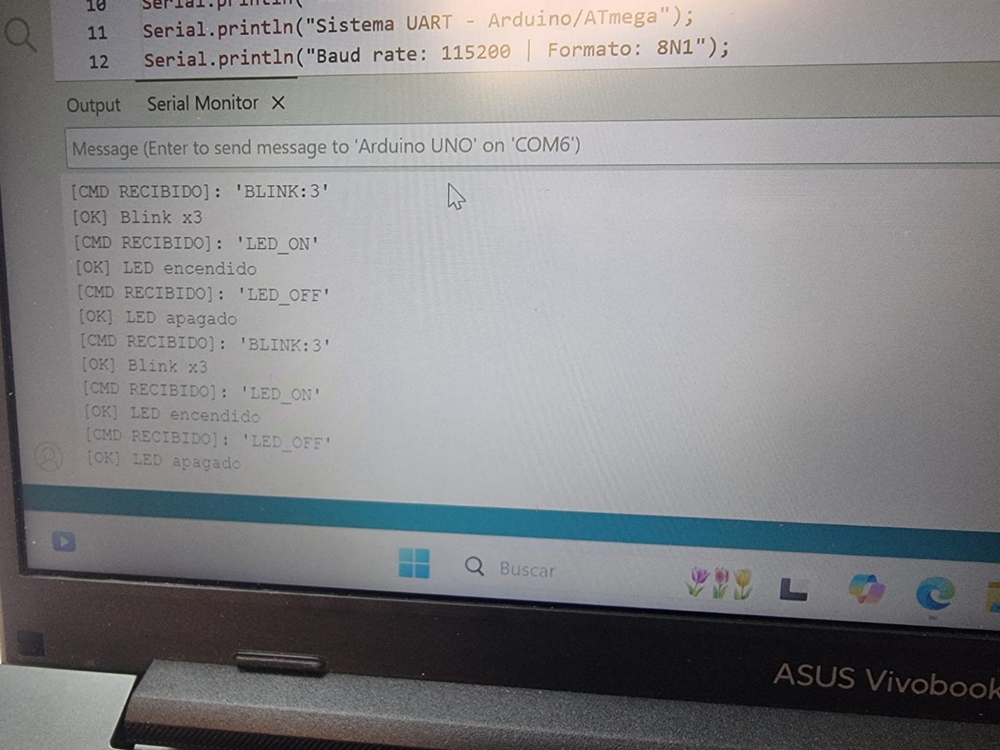 10 Serial.println(
11 Serial.println("Sistema UART - Arduino/ATmega");
12 Serial.println("Baud rate: 115200 | Formato: 8N1");
Output Serial Monitor X
Message (Enter to send message to 'Arduino UNO' on 'COM6')
[CMD RECIBIDO]: 'BLINK:3'
[OK] Blink x3
[CMD RECIBIDO]: 'LED_ON'
[OK] LED encendido
[CMD RECIBIDO]: 'LED_OFF'
[OK] LED apagado
[CMD RECIBIDO]: 'BLINK:3'
[OK] Blink x3
[CMD RECIBIDO]: 'LED_ON'
[OK] LED encendido
[CMD RECIBIDO]: 'LED_OFF'
[OK] LED apagado
Buscar
ASUS Vivobook